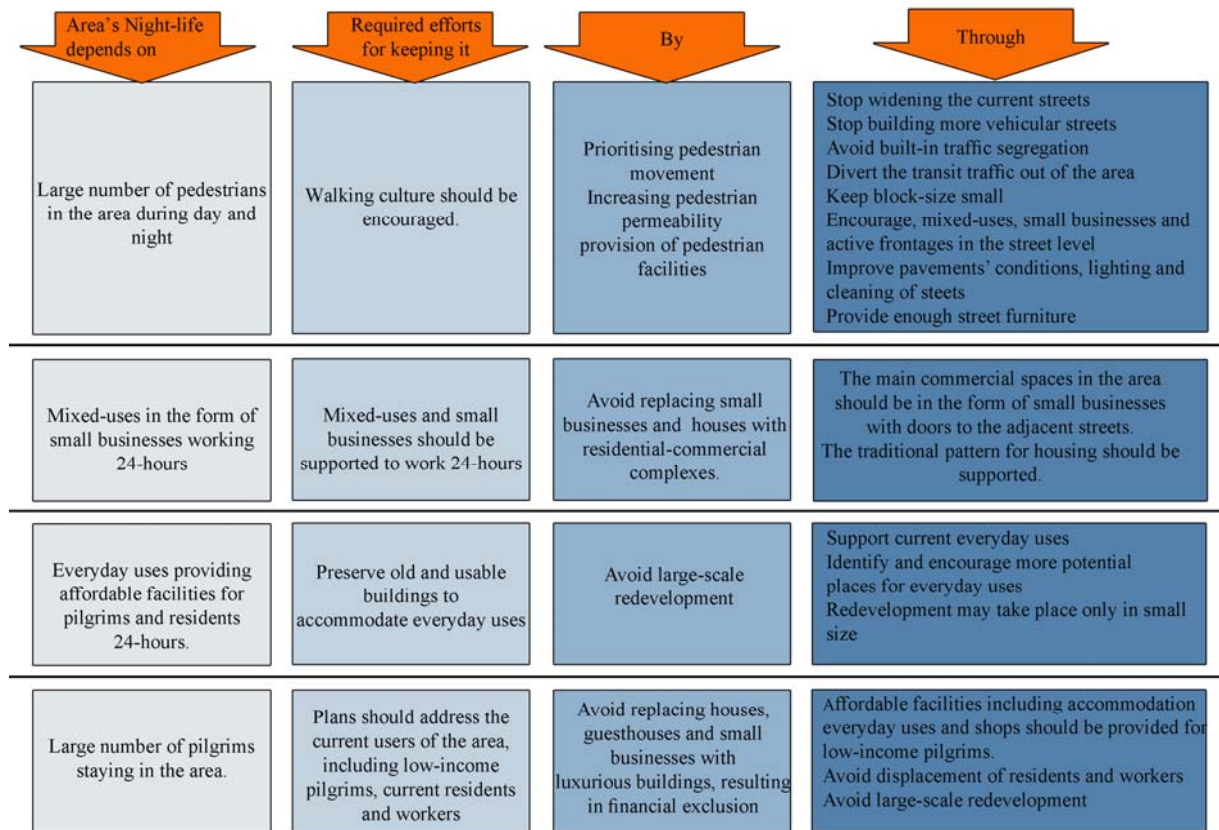 Area's Night-life
depends on
Required efforts
for keeping it
By
Through
Large number of pedestrians
in the area during day and
night
Walking culture should be
encouraged.
Prioritising pedestrian
movement
Increasing pedestrian
permeability
provision of pedestrian
facilities
Stop widening the current streets
Stop building more vehicular streets
Avoid built-in traffic segregation
Divert the transit traffic out of the area
Keep block-size small
Encourage, mixed-uses, small businesses and
active frontages in the street level
Improve pavements' conditions, lighting and
cleaning of steets
Provide enough street furniture
Mixed-uses in the form of
small businesses working
24-hours
Mixed-uses and small
businesses should be
supported to work 24-hours
Avoid replacing small
businesses and houses with
residential-commercial
complexes.
The main commercial spaces in the area
should be in the form of small businesses
with doors to the adjacent streets.
The traditional pattern for housing should be
supported.
Everyday uses providing
affordable facilities for
pilgrims and residents
24-hours.
Preserve old and usable
buildings to
accommodate everyday uses
Avoid large-scale
redevelopment
Support current everyday uses
Identify and encourage more potential
places for everyday uses
Redevelopment may take place only in small
size
Large number of pilgrims
staying in the area.
Plans should address the
current users of the area,
including low-income
pilgrims, current residents
and workers
Avoid replacing houses,
guesthouses and small
businesses with
luxurious buildings, resulting
in financial exclusion
Affordable facilities including accommodation
everyday uses and shops should be provided for
low-income pilgrims.
Avoid displacement of residents and workers
Avoid large-scale redevelopment